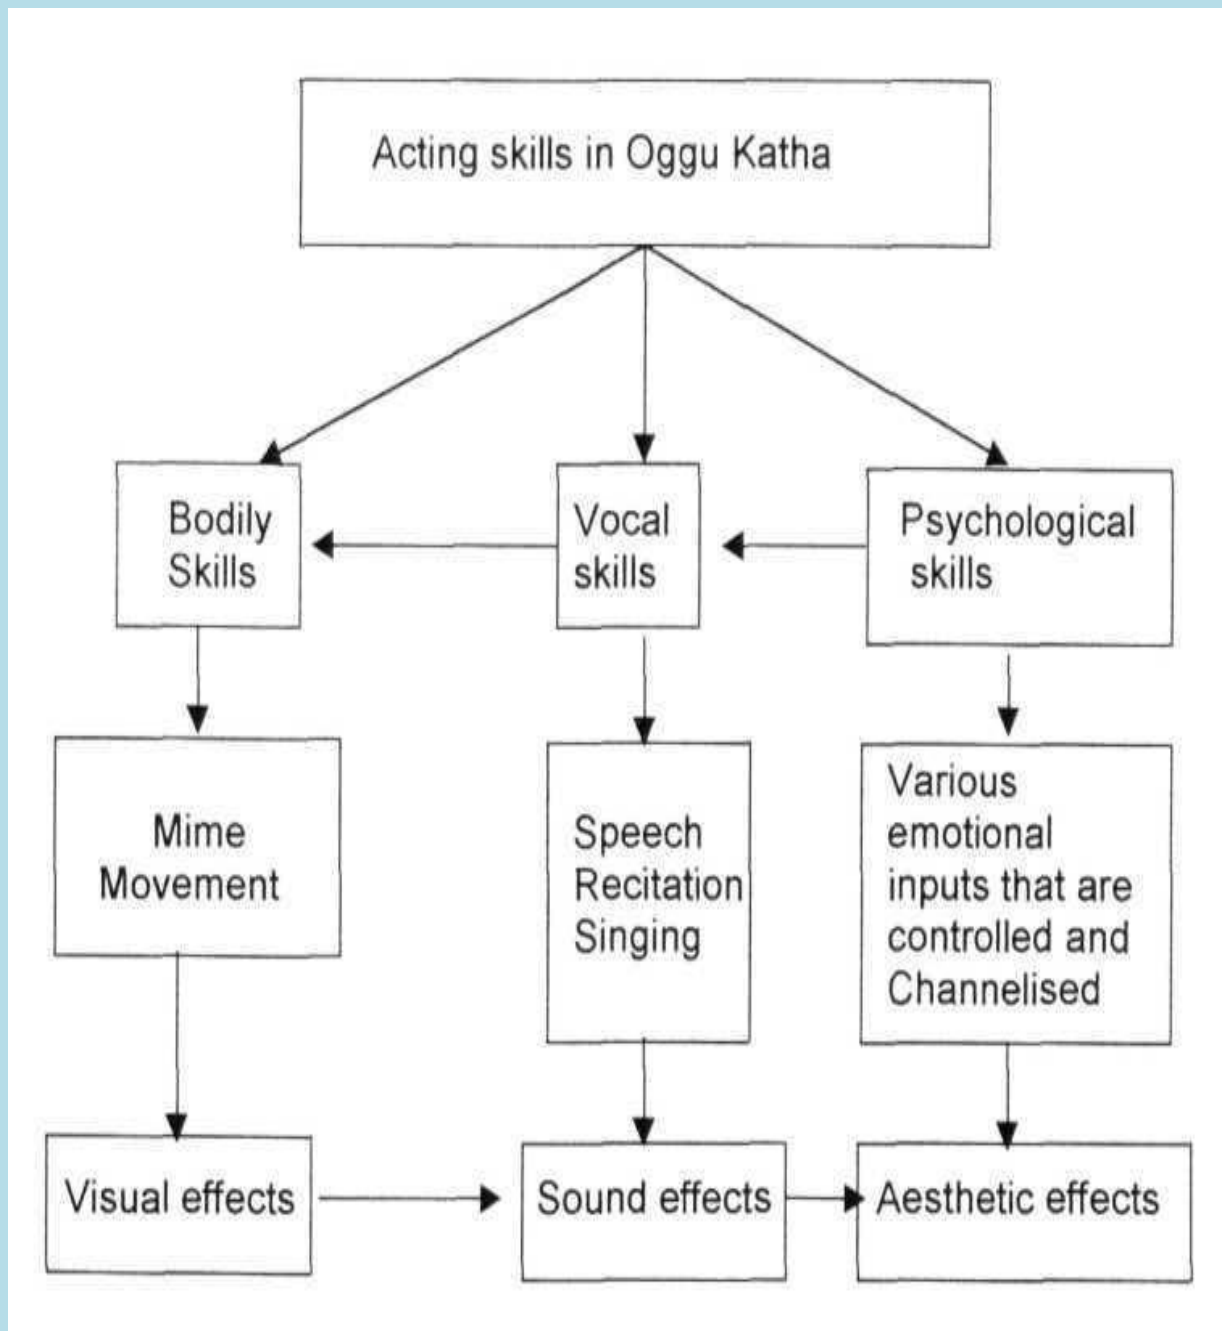 Acting skills in Oggu Katha
Bodily
Skills
Vocal
skills
Psychological
skills
Mime
Movement
Speech
Recitation
Singing
Various
emotional
inputs that are
controlled and
Channelised
Visual effects
Sound effects
Aesthetic effects